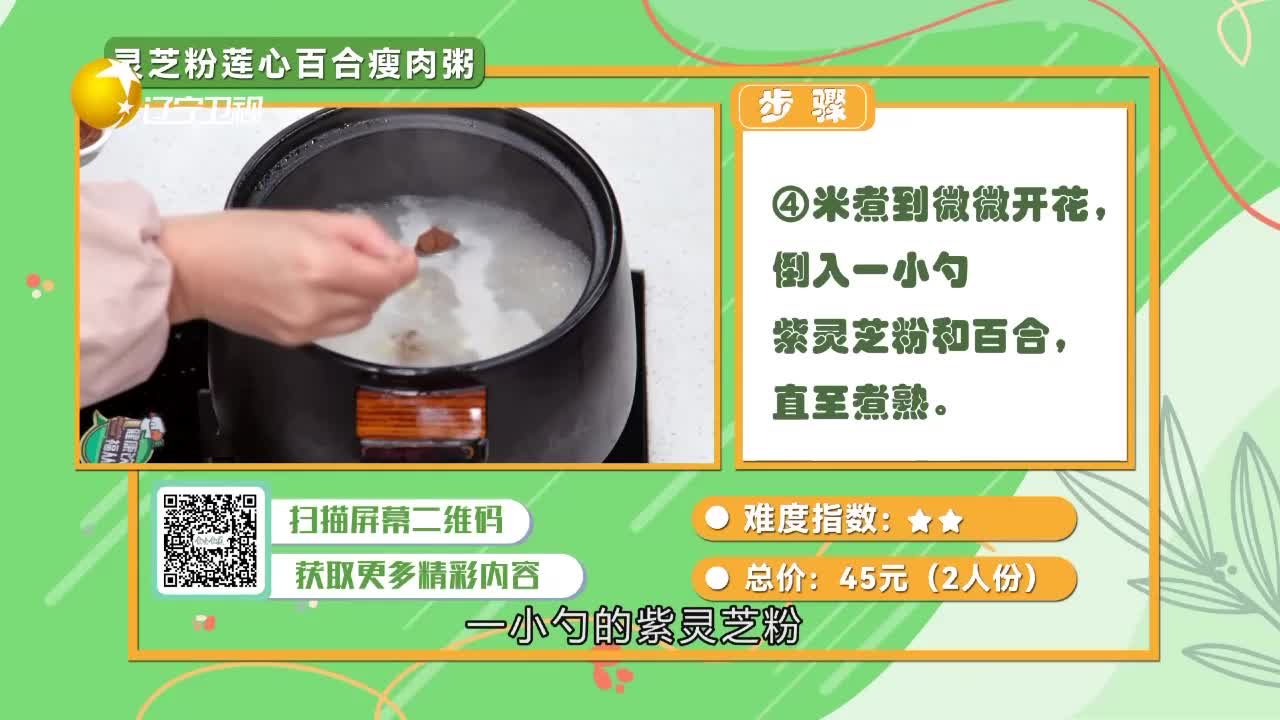 灵芝粉莲心百合瘦肉粥
辽宁卫视
步骤
④米煮到微微开花，
倒入一小勺
紫灵芝粉和百合，
直至煮熟。
扫描屏幕二维码
获取更多精彩内容
难度指数：★★
总价：45元（2人份）
一小勺的紫灵芝粉